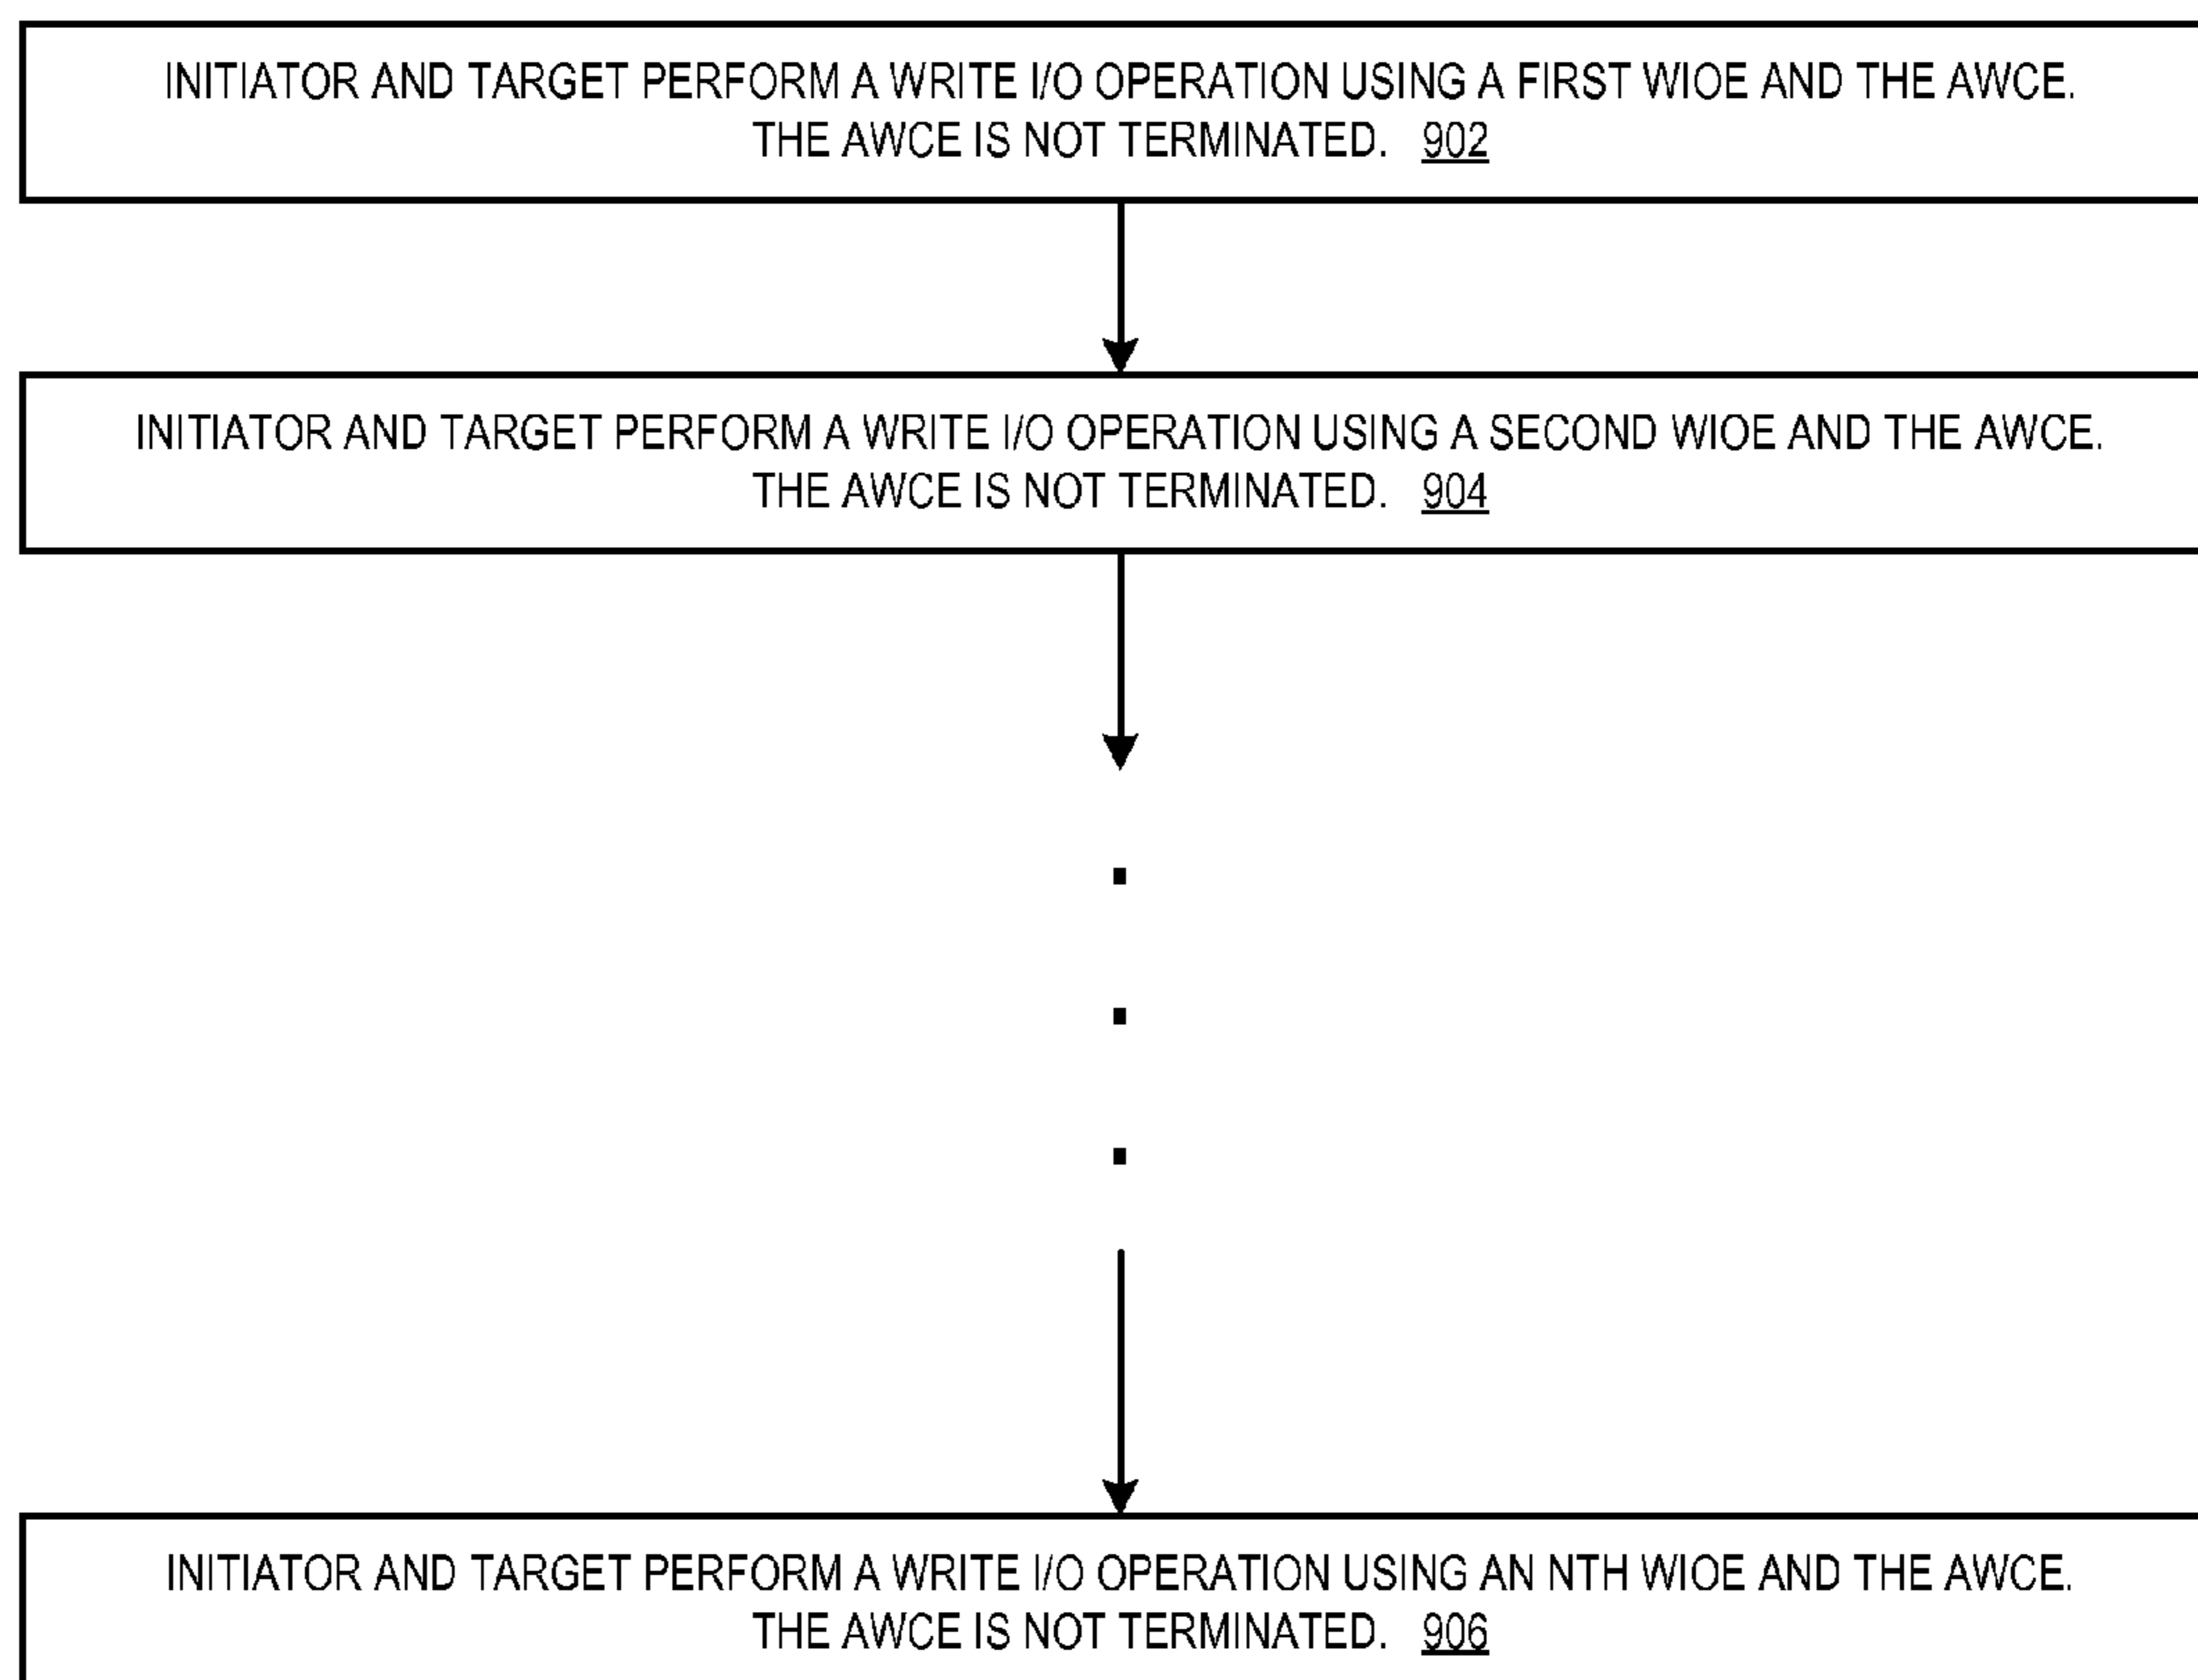 INITIATOR AND TARGET PERFORM A WRITE I/O OPERATION USING A FIRST WIOE AND THE AWCE.
THE AWCE IS NOT TERMINATED. 902
INITIATOR AND TARGET PERFORM A WRITE I/O OPERATION USING A SECOND WIOE AND THE AWCE.
THE AWCE IS NOT TERMINATED. 904
INITIATOR AND TARGET PERFORM A WRITE I/O OPERATION USING AN NTH WIOE AND THE AWCE.
THE AWCE IS NOT TERMINATED. 906